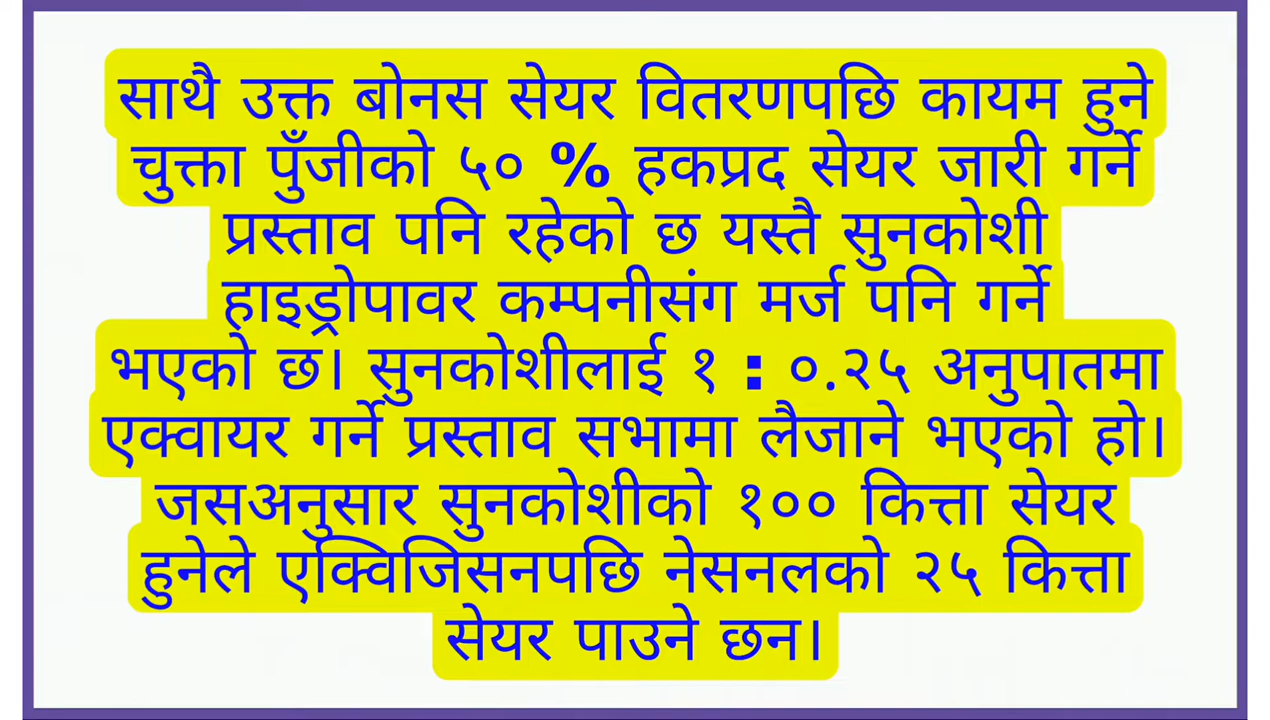 साथै उक्त बोनस सेयर वितरणपछि कायम हुने
चुक्ता पुँजीको ५० % हकप्रद सेयर जारी गर्ने
प्रस्ताव पनि रहेको छ यस्तै सुनकोशी
हाइड्रोपावर कम्पनीसंग मर्ज पनि गर्ने
भएको छ। सुनकोशीलाई १ : ०.२५ अनुपातमा
एक्वायर गर्ने प्रस्ताव सभामा लैजाने भएको हो।
जसअनुसार सुनकोशीको १०० कित्ता सेयर
हुनेले एक्विजिसनपछि नेसनलको २५ कित्ता
सेयर पाउने छन।